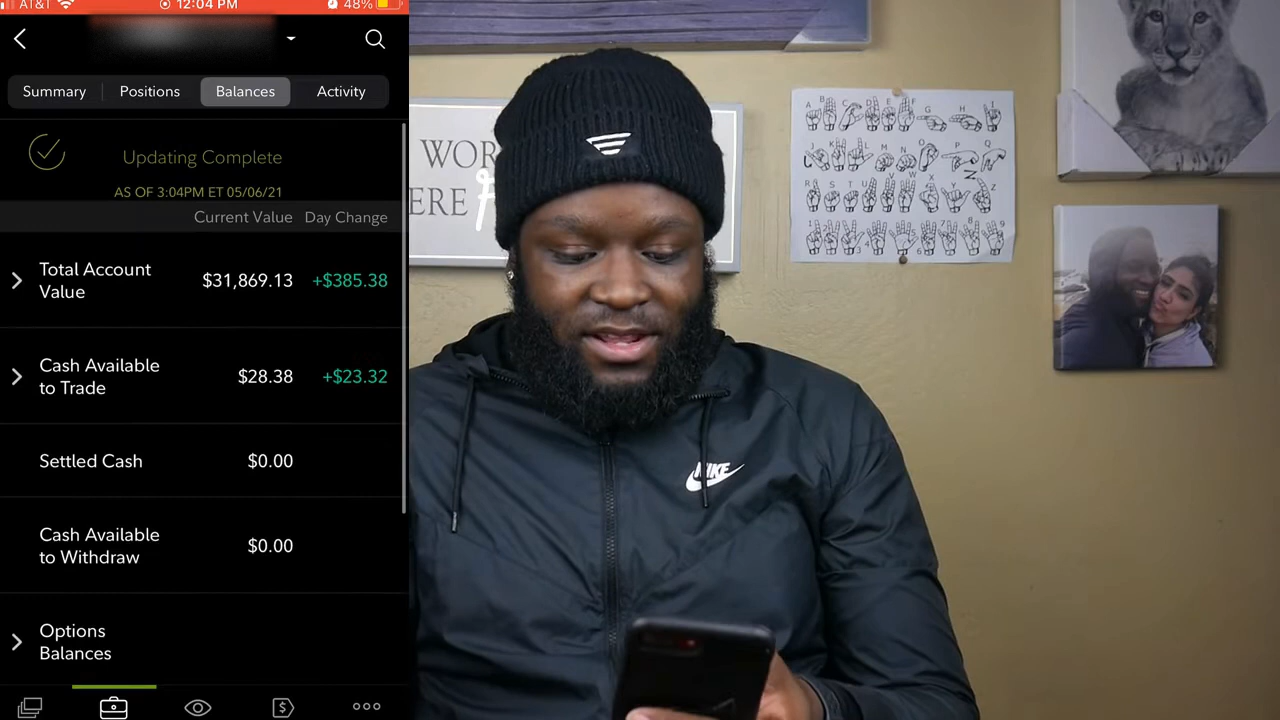 AT&T 12:04 PM 48%
Summary Positions Balances Activity
Updating Complete
AS OF 3:04PM ET 05/06/21
Current Value Day Change
Total Account
Value
$31,869.13 +$385.38
Cash Available
to Trade
$28.38 +$23.32
Settled Cash $0.00
Cash Available
to Withdraw
$0.00
Options
Balances
WOR
ERE
A B C D E F G H I
J K L M N O P Q
R S T U V W X Y Z
NIKE